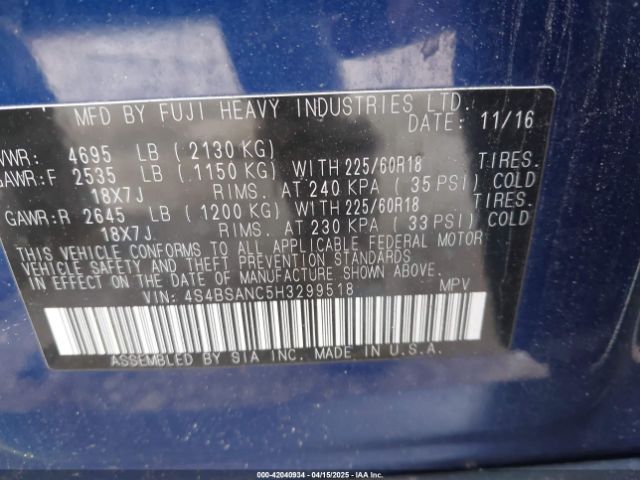 MFD BY FUJI HEAVY INDUSTRIES LTD.
DATE: 11/16
VWR: 4695 LB ( 2130 KG)
GAWR:F 2535 LB ( 1150 KG) WITH 225/60R18 TIRES.
18X7J RIMS. AT 240 KPA ( 35 PSI) COLD
GAWR:R 2645 LB ( 1200 KG) WITH 225/60R18 TIRES.
18X7J RIMS. AT 230 KPA ( 33 PSI) COLD
THIS VEHICLE CONFORMS TO ALL APPLICABLE FEDERAL MOTOR
VEHICLE SAFETY AND THEFT PREVENTION STANDARDS
IN EFFECT ON THE DATE OF MANUFACTURE SHOWN ABOVE.
VIN: 4S4BSANC5H3299518 MPV
ASSEMBLED BY SIA INC. MADE IN U.S.A.
000-42040934 - 04/15/2025 - IAAI.COM